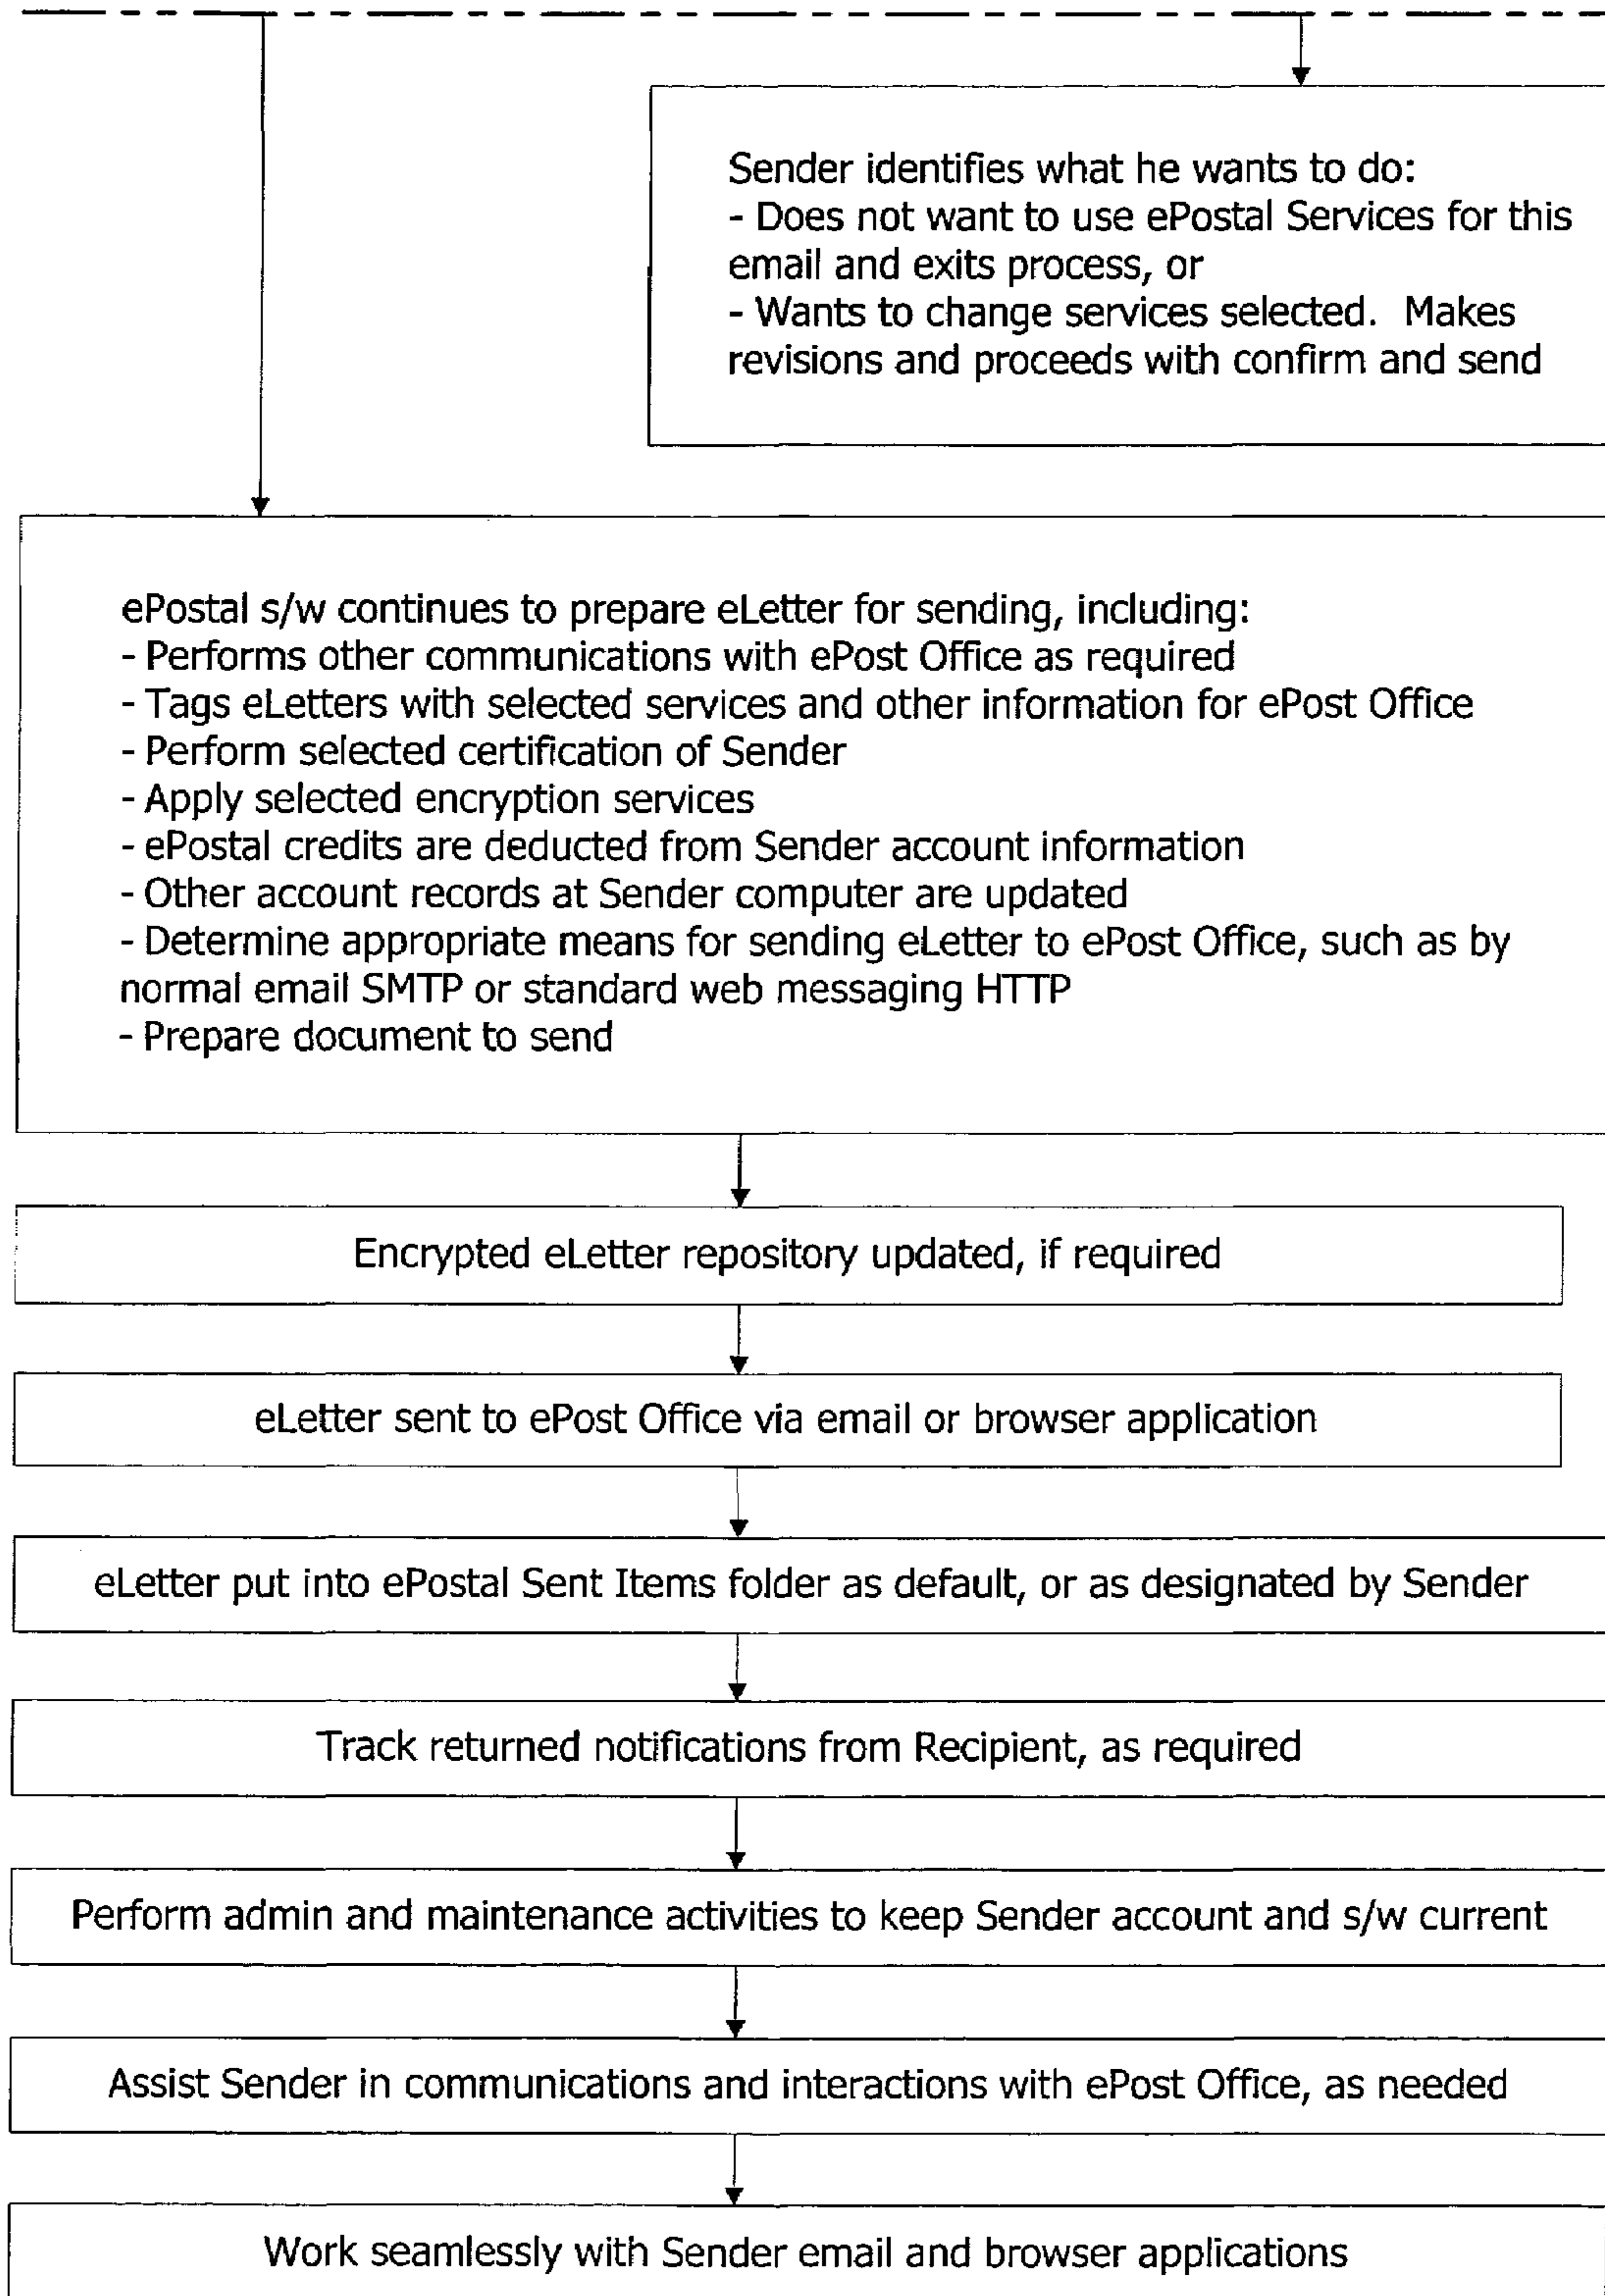 Sender identifies what he wants to do:
- Does not want to use ePostal Services for this
email and exits process, or
- Wants to change services selected.  Makes
revisions and proceeds with confirm and send
ePostal s/w continues to prepare eLetter for sending, including:
- Performs other communications with ePost Office as required
- Tags eLetters with selected services and other information for ePost Office
- Perform selected certification of Sender
- Apply selected encryption services
- ePostal credits are deducted from Sender account information
- Other account records at Sender computer are updated
- Determine appropriate means for sending eLetter to ePost Office, such as by
normal email SMTP or standard web messaging HTTP
- Prepare document to send
Encrypted eLetter repository updated, if required
eLetter sent to ePost Office via email or browser application
eLetter put into ePostal Sent Items folder as default, or as designated by Sender
Track returned notifications from Recipient, as required
Perform admin and maintenance activities to keep Sender account and s/w current
Assist Sender in communications and interactions with ePost Office, as needed
Work seamlessly with Sender email and browser applications